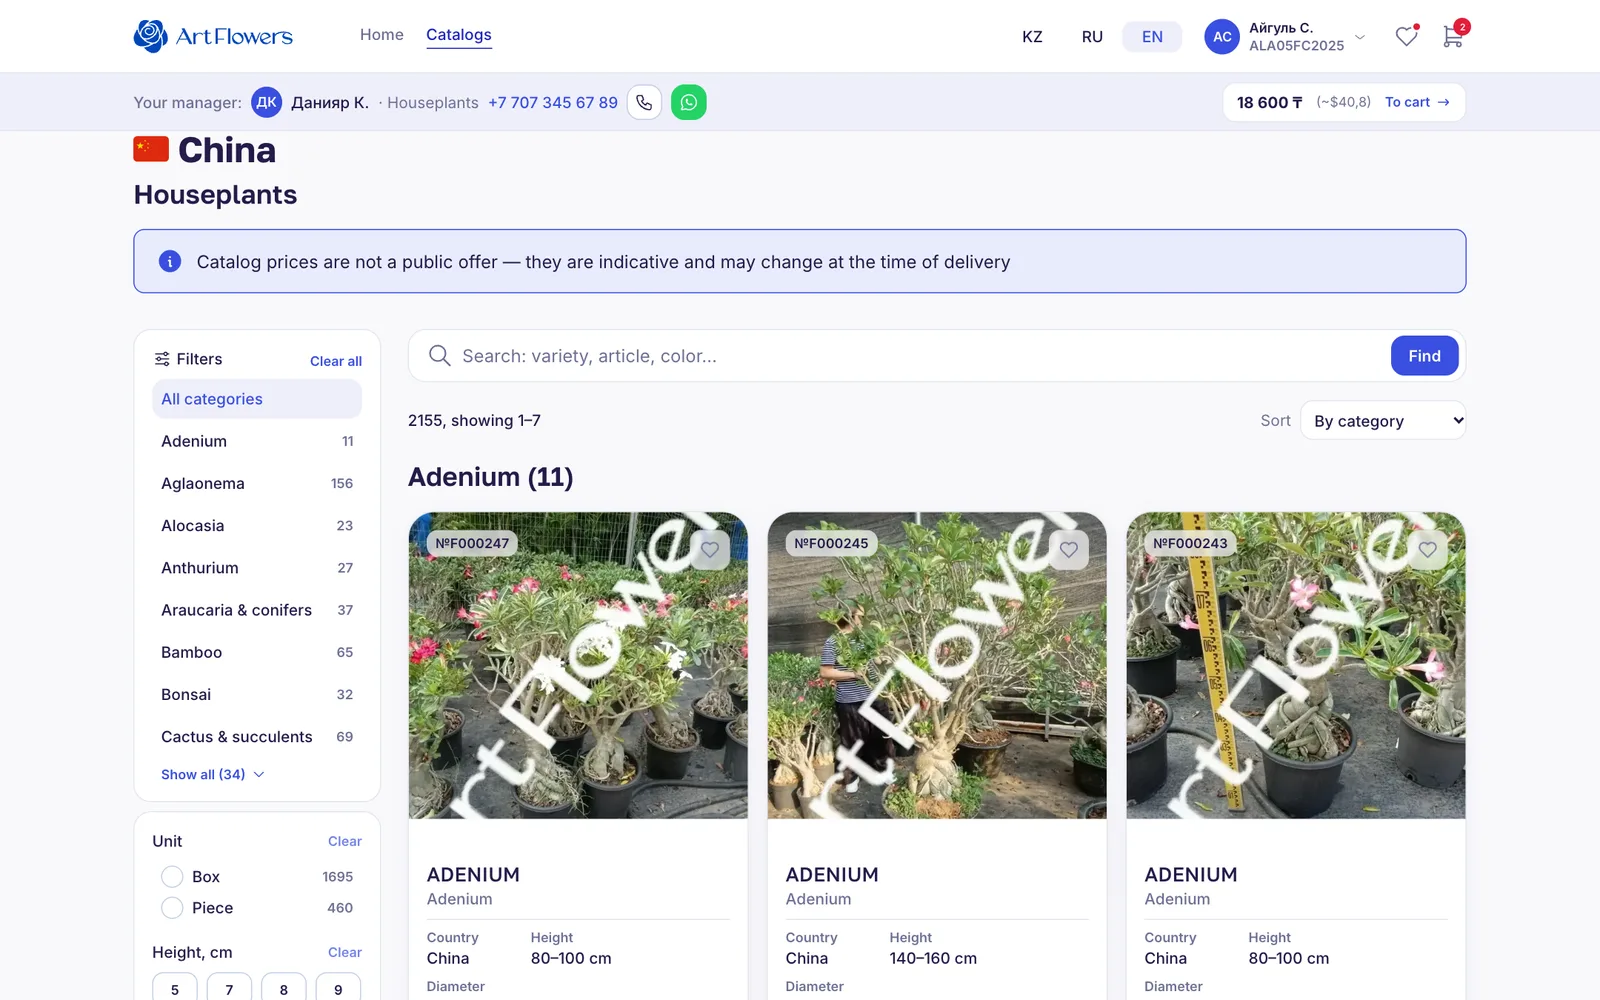 ArtFlowers
Home
Catalogs
KZ
RU
EN
AC
Айгуль С.
ALA05FC2025
2
Your manager:
ДК
Данияр К.
· Houseplants
+7 707 345 67 89
18 600 ₸
(~$40,8)
To cart →
China
Houseplants
Catalog prices are not a public offer — they are indicative and may change at the time of delivery
Filters
Clear all
All categories
Adenium 11
Aglaonema 156
Alocasia 23
Anthurium 27
Araucaria & conifers 37
Bamboo 65
Bonsai 32
Cactus & succulents 69
Show all (34)
Unit
Clear
Box 1695
Piece 460
Height, cm
Clear
5 7 8 9
Search: variety, article, color...
Find
2155, showing 1–7
Sort
By category
Adenium (11)
№F000247
rt Flower
ADENIUM
Adenium
Country Height
China 80–100 cm
Diameter
№F000245
rt Flower
ADENIUM
Adenium
Country Height
China 140–160 cm
Diameter
№F000243
rt Flower
ADENIUM
Adenium
Country Height
China 80–100 cm
Diameter